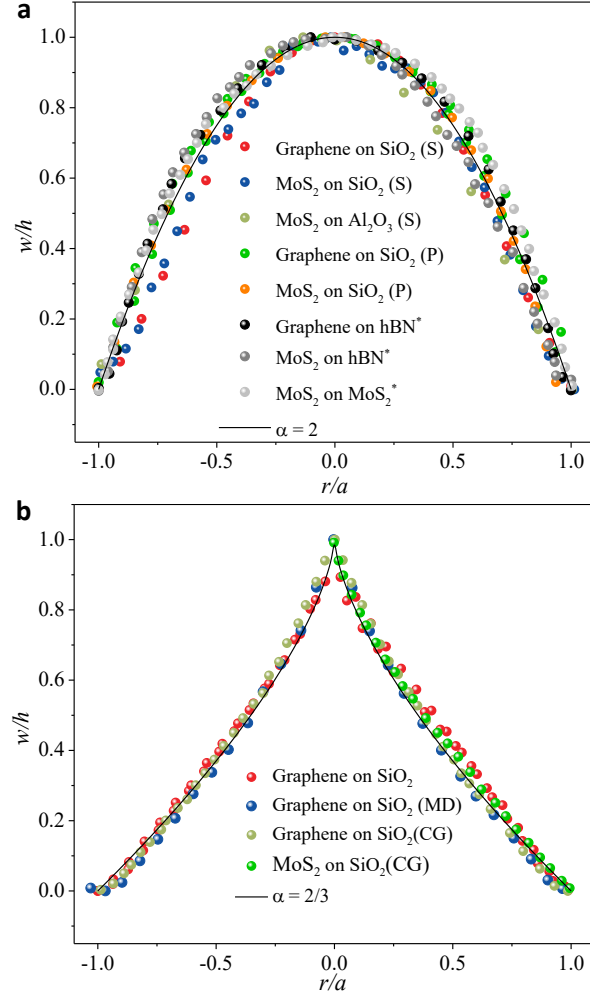 a
1.0
0.8
0.6
0.4
0.2
0.0
w/h
Graphene on SiO₂ (S)
MoS₂ on SiO₂ (S)
MoS₂ on Al₂O₃ (S)
Graphene on SiO₂ (P)
MoS₂ on SiO₂ (P)
Graphene on hBN*
MoS₂ on hBN*
MoS₂ on MoS₂*
α = 2
-1.0 -0.5 0.0 0.5 1.0
r/a
b
1.0
0.8
0.6
0.4
0.2
0.0
w/h
Graphene on SiO₂
Graphene on SiO₂ (MD)
Graphene on SiO₂(CG)
MoS₂ on SiO₂(CG)
α = 2/3
-1.0 -0.5 0.0 0.5 1.0
r/a